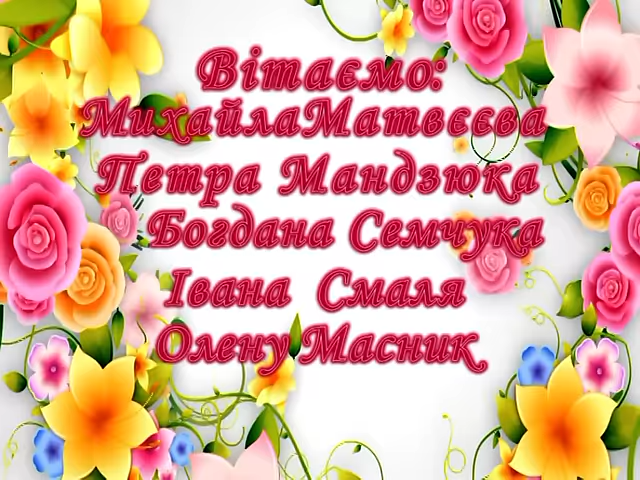 Вітаємо:
МихайлаМатвєєва
Петра Мандзюка
Богдана Семчука
Івана Смаля
Олену Масник